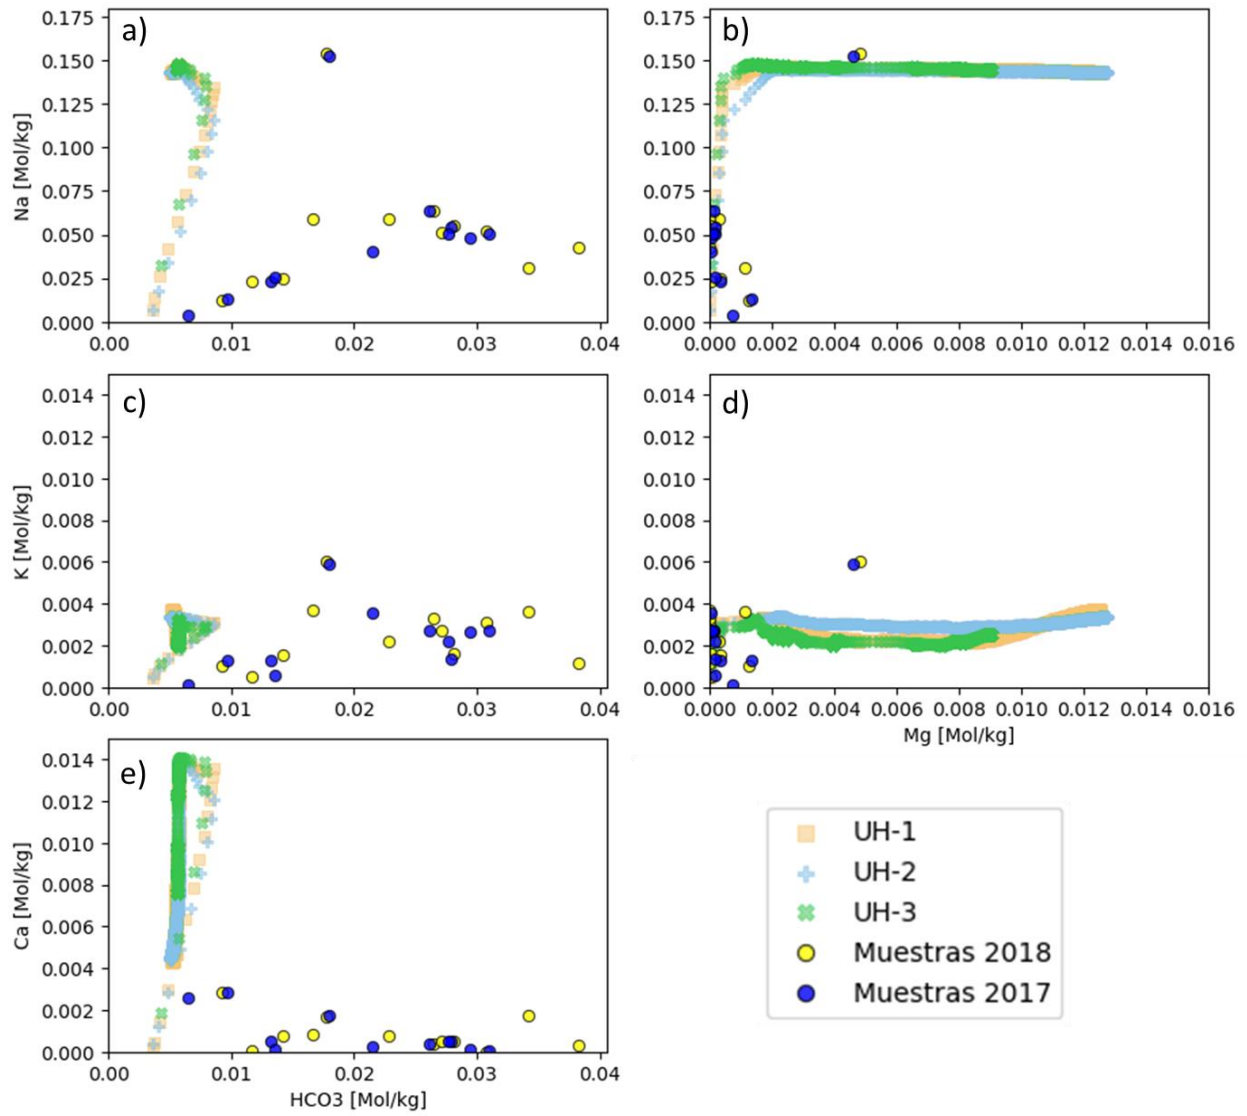 a)
0.175
0.150
0.125
0.100
0.075
0.050
0.025
0.000
Na [Mol/kg]
0.00 0.01 0.02 0.03 0.04
b)
0.175
0.150
0.125
0.100
0.075
0.050
0.025
0.000
0.000 0.002 0.004 0.006 0.008 0.010 0.012 0.014 0.016
c)
0.014
0.012
0.010
0.008
0.006
0.004
0.002
0.000
K [Mol/kg]
0.00 0.01 0.02 0.03 0.04
d)
0.014
0.012
0.010
0.008
0.006
0.004
0.002
0.000
0.000 0.002 0.004 0.006 0.008 0.010 0.012 0.014 0.016
Mg [Mol/kg]
e)
0.014
0.012
0.010
0.008
0.006
0.004
0.002
0.000
Ca [Mol/kg]
0.00 0.01 0.02 0.03 0.04
HCO3 [Mol/kg]
UH-1
UH-2
UH-3
Muestras 2018
Muestras 2017